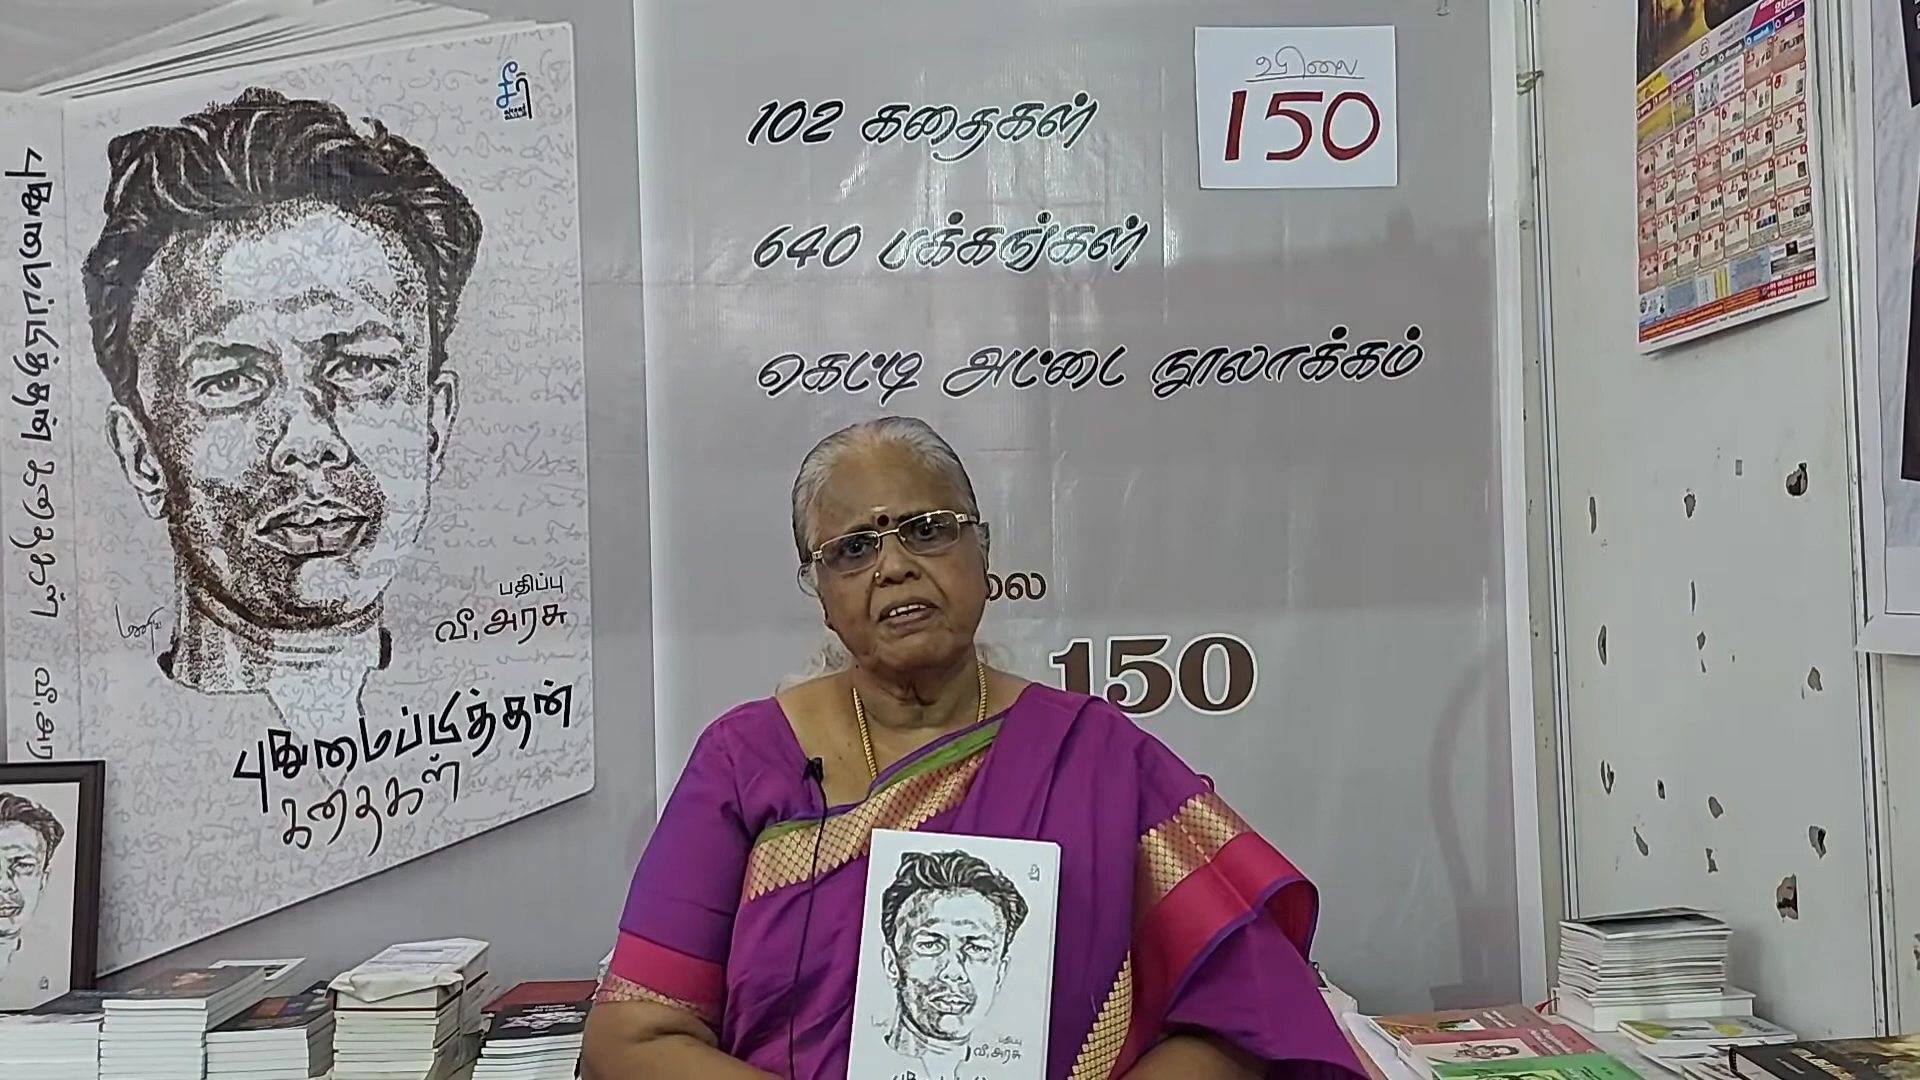 சீர்
புதுமைப்பித்தன் கதைகள் வீ.அர
பதிப்பு
வீ.அரசு
புதுமைப்பித்தன்
கதைகள்
102 கதைகள்
640 பக்கங்கள்
கெட்டி அட்டை நூலாக்கம்
விலை
150
லை
150
பதிப்பு
வீ.அரசு